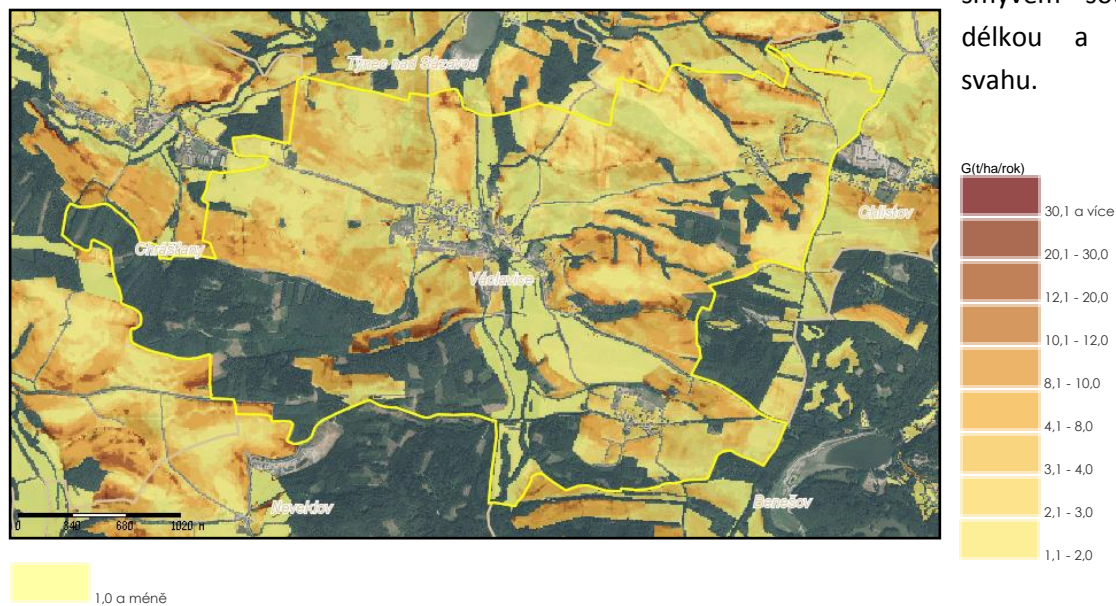 smyvem
délkou a
svahu.
Týnec nad Sázavou
Chlístov
Chrášťany
Václavice
Neveklov
Benešov
0 340 680 1020 m
G(t/ha/rok)
30,1 a více
20,1 - 30,0
12,1 - 20,0
10,1 - 12,0
8,1 - 10,0
4,1 - 8,0
3,1 - 4,0
2,1 - 3,0
1,1 - 2,0
1,0 a méně